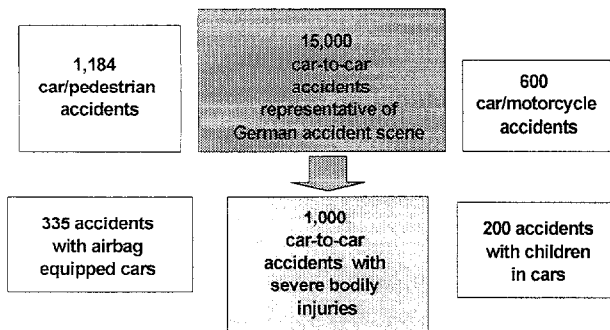 1,184
car/pedestrian
accidents
15,000
car-to-car
accidents
representative of
German accident scene
600
car/motorcycle
accidents
335 accidents
with airbag
equipped cars
1,000
car-to-car
accidents with
severe bodily
injuries
200 accidents
with children
in cars